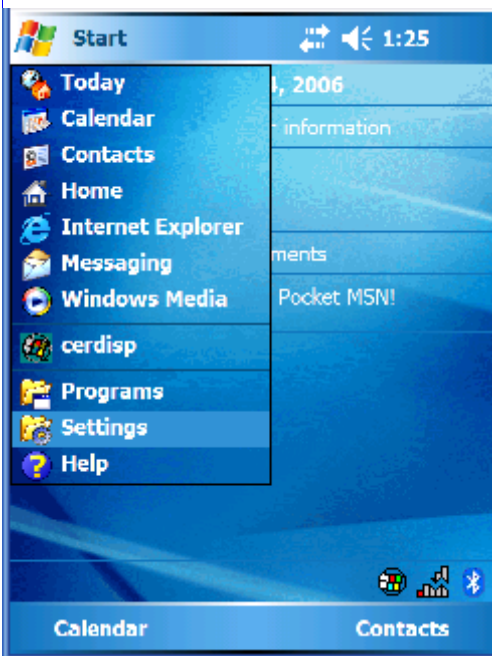 Start 1:25
Today
4, 2006
Calendar
r information
Contacts
Home
Internet Explorer
Messaging
ments
Windows Media
Pocket MSN!
cerdisp
Programs
Settings
Help
Calendar Contacts